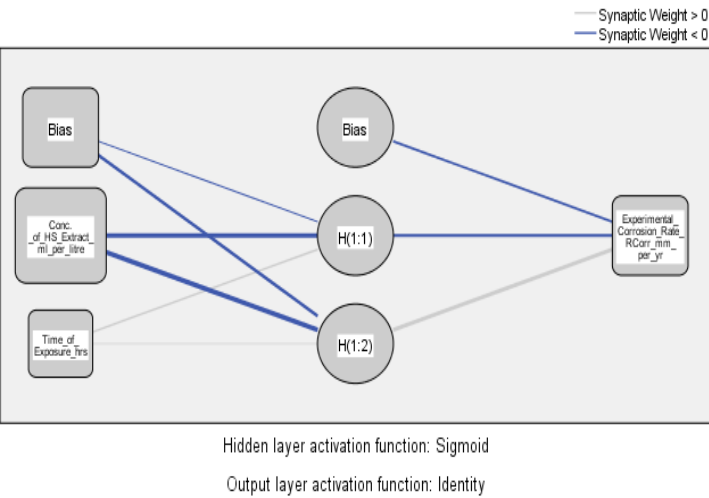 Synaptic Weight > 0
Synaptic Weight < 0
Bias
Bias
Conc.
_of_HS_Extract_
ml_per_litre
H(1:1)
Experimental_
Corrosion_Rate_
RCorr_mm_
per_yr
Time_of_
Exposure_hrs
H(1:2)
Hidden layer activation function: Sigmoid
Output layer activation function: Identity